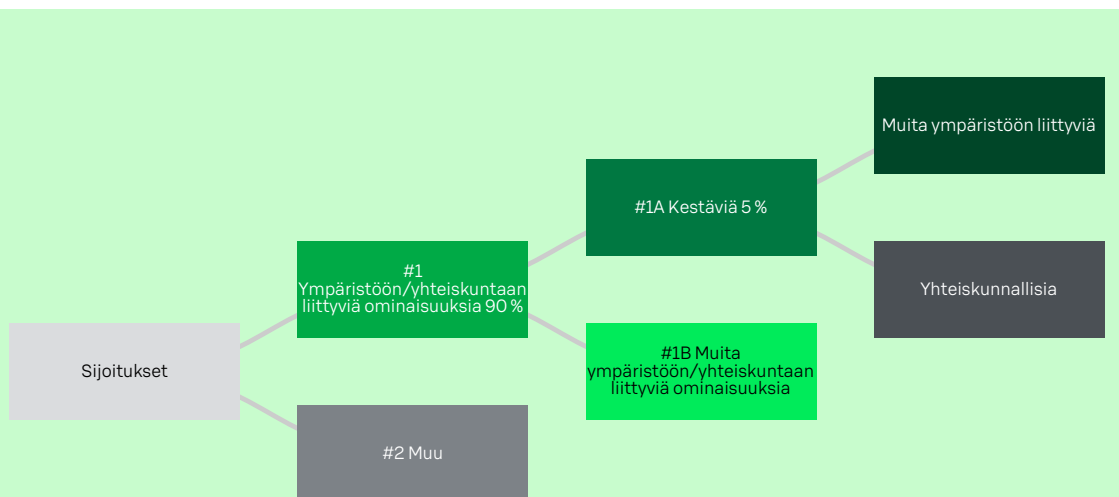 Muita ympäristöön liittyviä
#1A Kestäviä 5 %
#1
Ympäristöön/yhteiskuntaan
liittyviä ominaisuuksia 90 %
Yhteiskunnallisia
Sijoitukset
#1B Muita
ympäristöön/yhteiskuntaan
liittyviä ominaisuuksia
#2 Muu